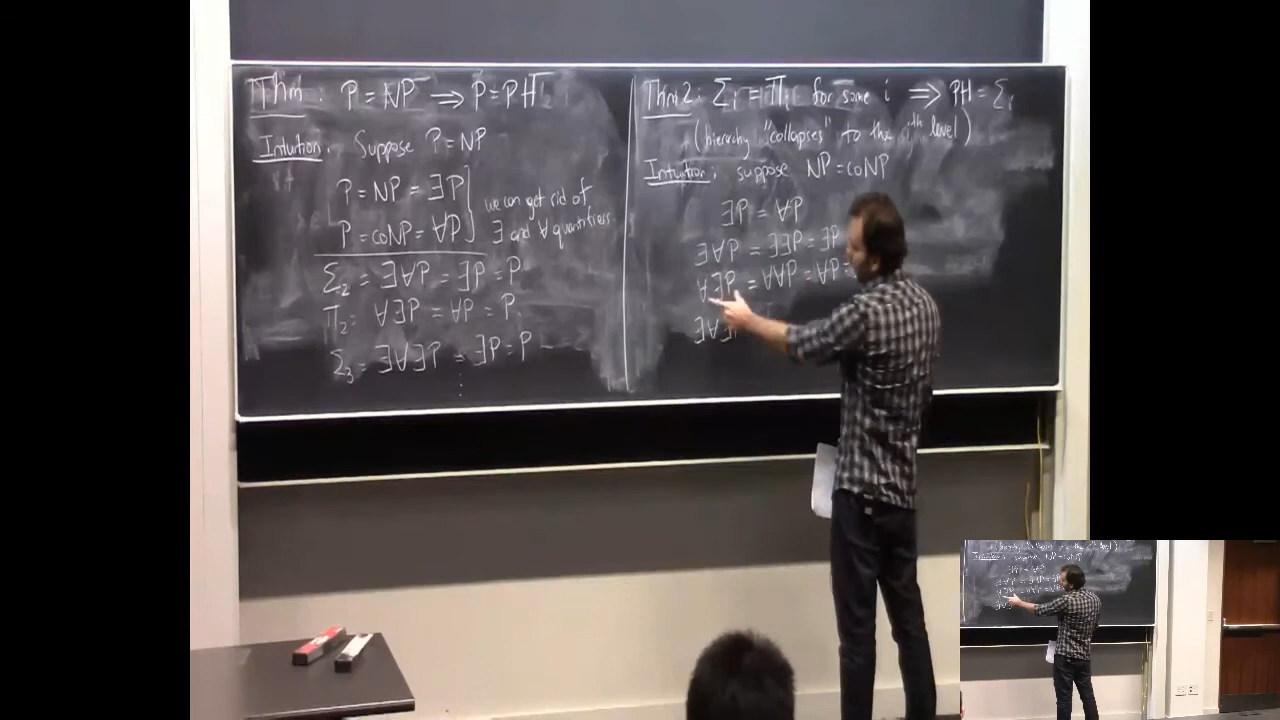 Thm: P = NP ⟹ P = PH
Intuition. Suppose P = NP
P = NP = ∃P
P = coNP = ∀P
we can get rid of
∃ and ∀ quantifiers.
Σ₂ = ∃∀P = ∃P = P
Π₂ = ∀∃P = ∀P = P.
Σ₃ = ∃∀∃P = ∃P = P
⋮
Thm 2: Σᵢ = Πᵢ for some i ⟹ PH = Σᵢ
(hierarchy "collapses" to the iᵗʰ level)
Intuition: suppose NP = coNP
∃P = ∀P
∃∀P = ∃∃P = ∃P
∀∃P = ∀∀P = ∀P =
∃∀∃